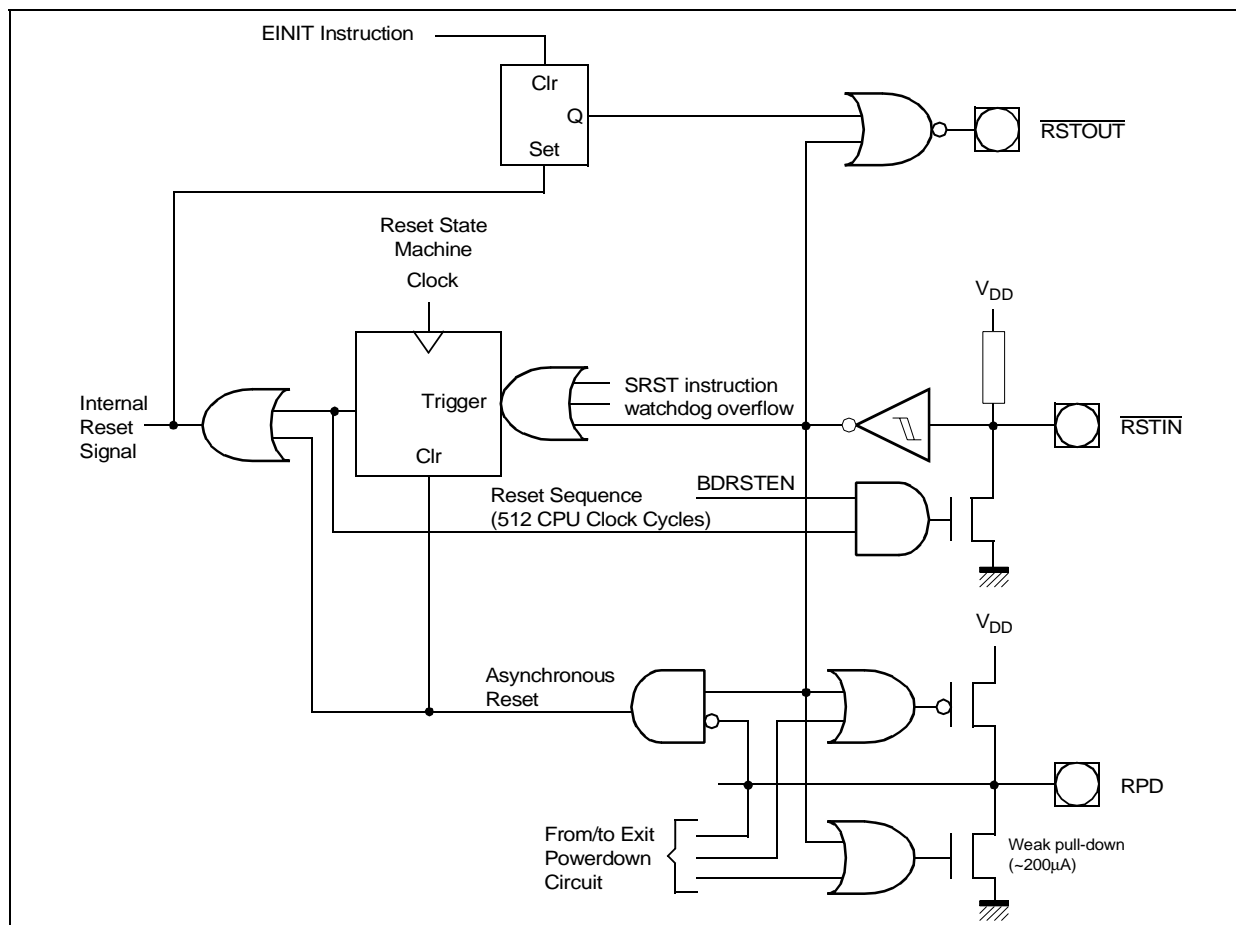 EINIT Instruction
Clr
Q
Set
RSTOUT
Reset State
Machine
Clock
VDD
Trigger
SRST instruction
watchdog overflow
Internal
Reset
Signal
Clr
RSTIN
BDRSTEN
Reset Sequence
(512 CPU Clock Cycles)
VDD
Asynchronous
Reset
RPD
From/to Exit
Powerdown
Circuit
Weak pull-down
(~200µA)